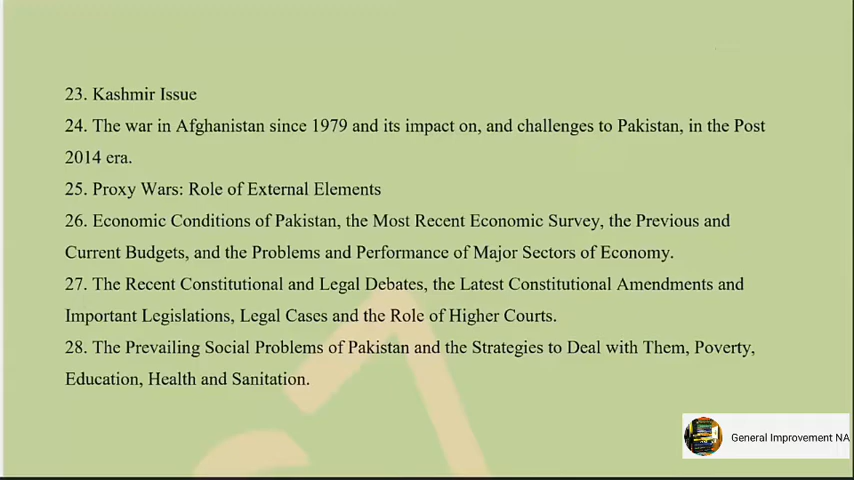 23. Kashmir Issue
24. The war in Afghanistan since 1979 and its impact on, and challenges to Pakistan, in the Post
2014 era.
25. Proxy Wars: Role of External Elements
26. Economic Conditions of Pakistan, the Most Recent Economic Survey, the Previous and
Current Budgets, and the Problems and Performance of Major Sectors of Economy.
27. The Recent Constitutional and Legal Debates, the Latest Constitutional Amendments and
Important Legislations, Legal Cases and the Role of Higher Courts.
28. The Prevailing Social Problems of Pakistan and the Strategies to Deal with Them, Poverty,
Education, Health and Sanitation.
General Improvement NA